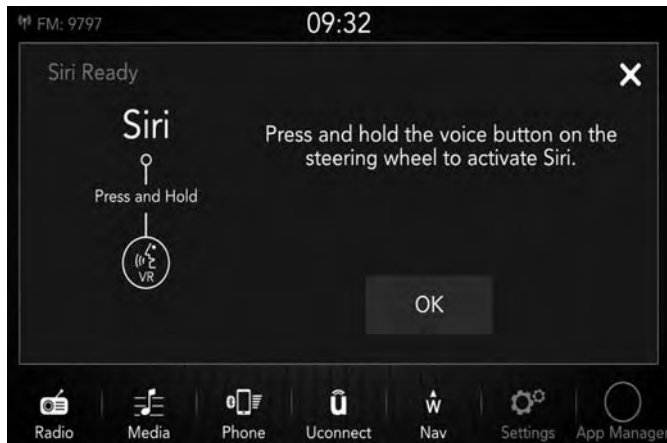 FM: 9797
09:32
Siri Ready
X
Siri
Press and Hold
VR
Press and hold the voice button on the
steering wheel to activate Siri.
OK
Radio
Media
Phone
Uconnect
Nav
Settings
App Manage